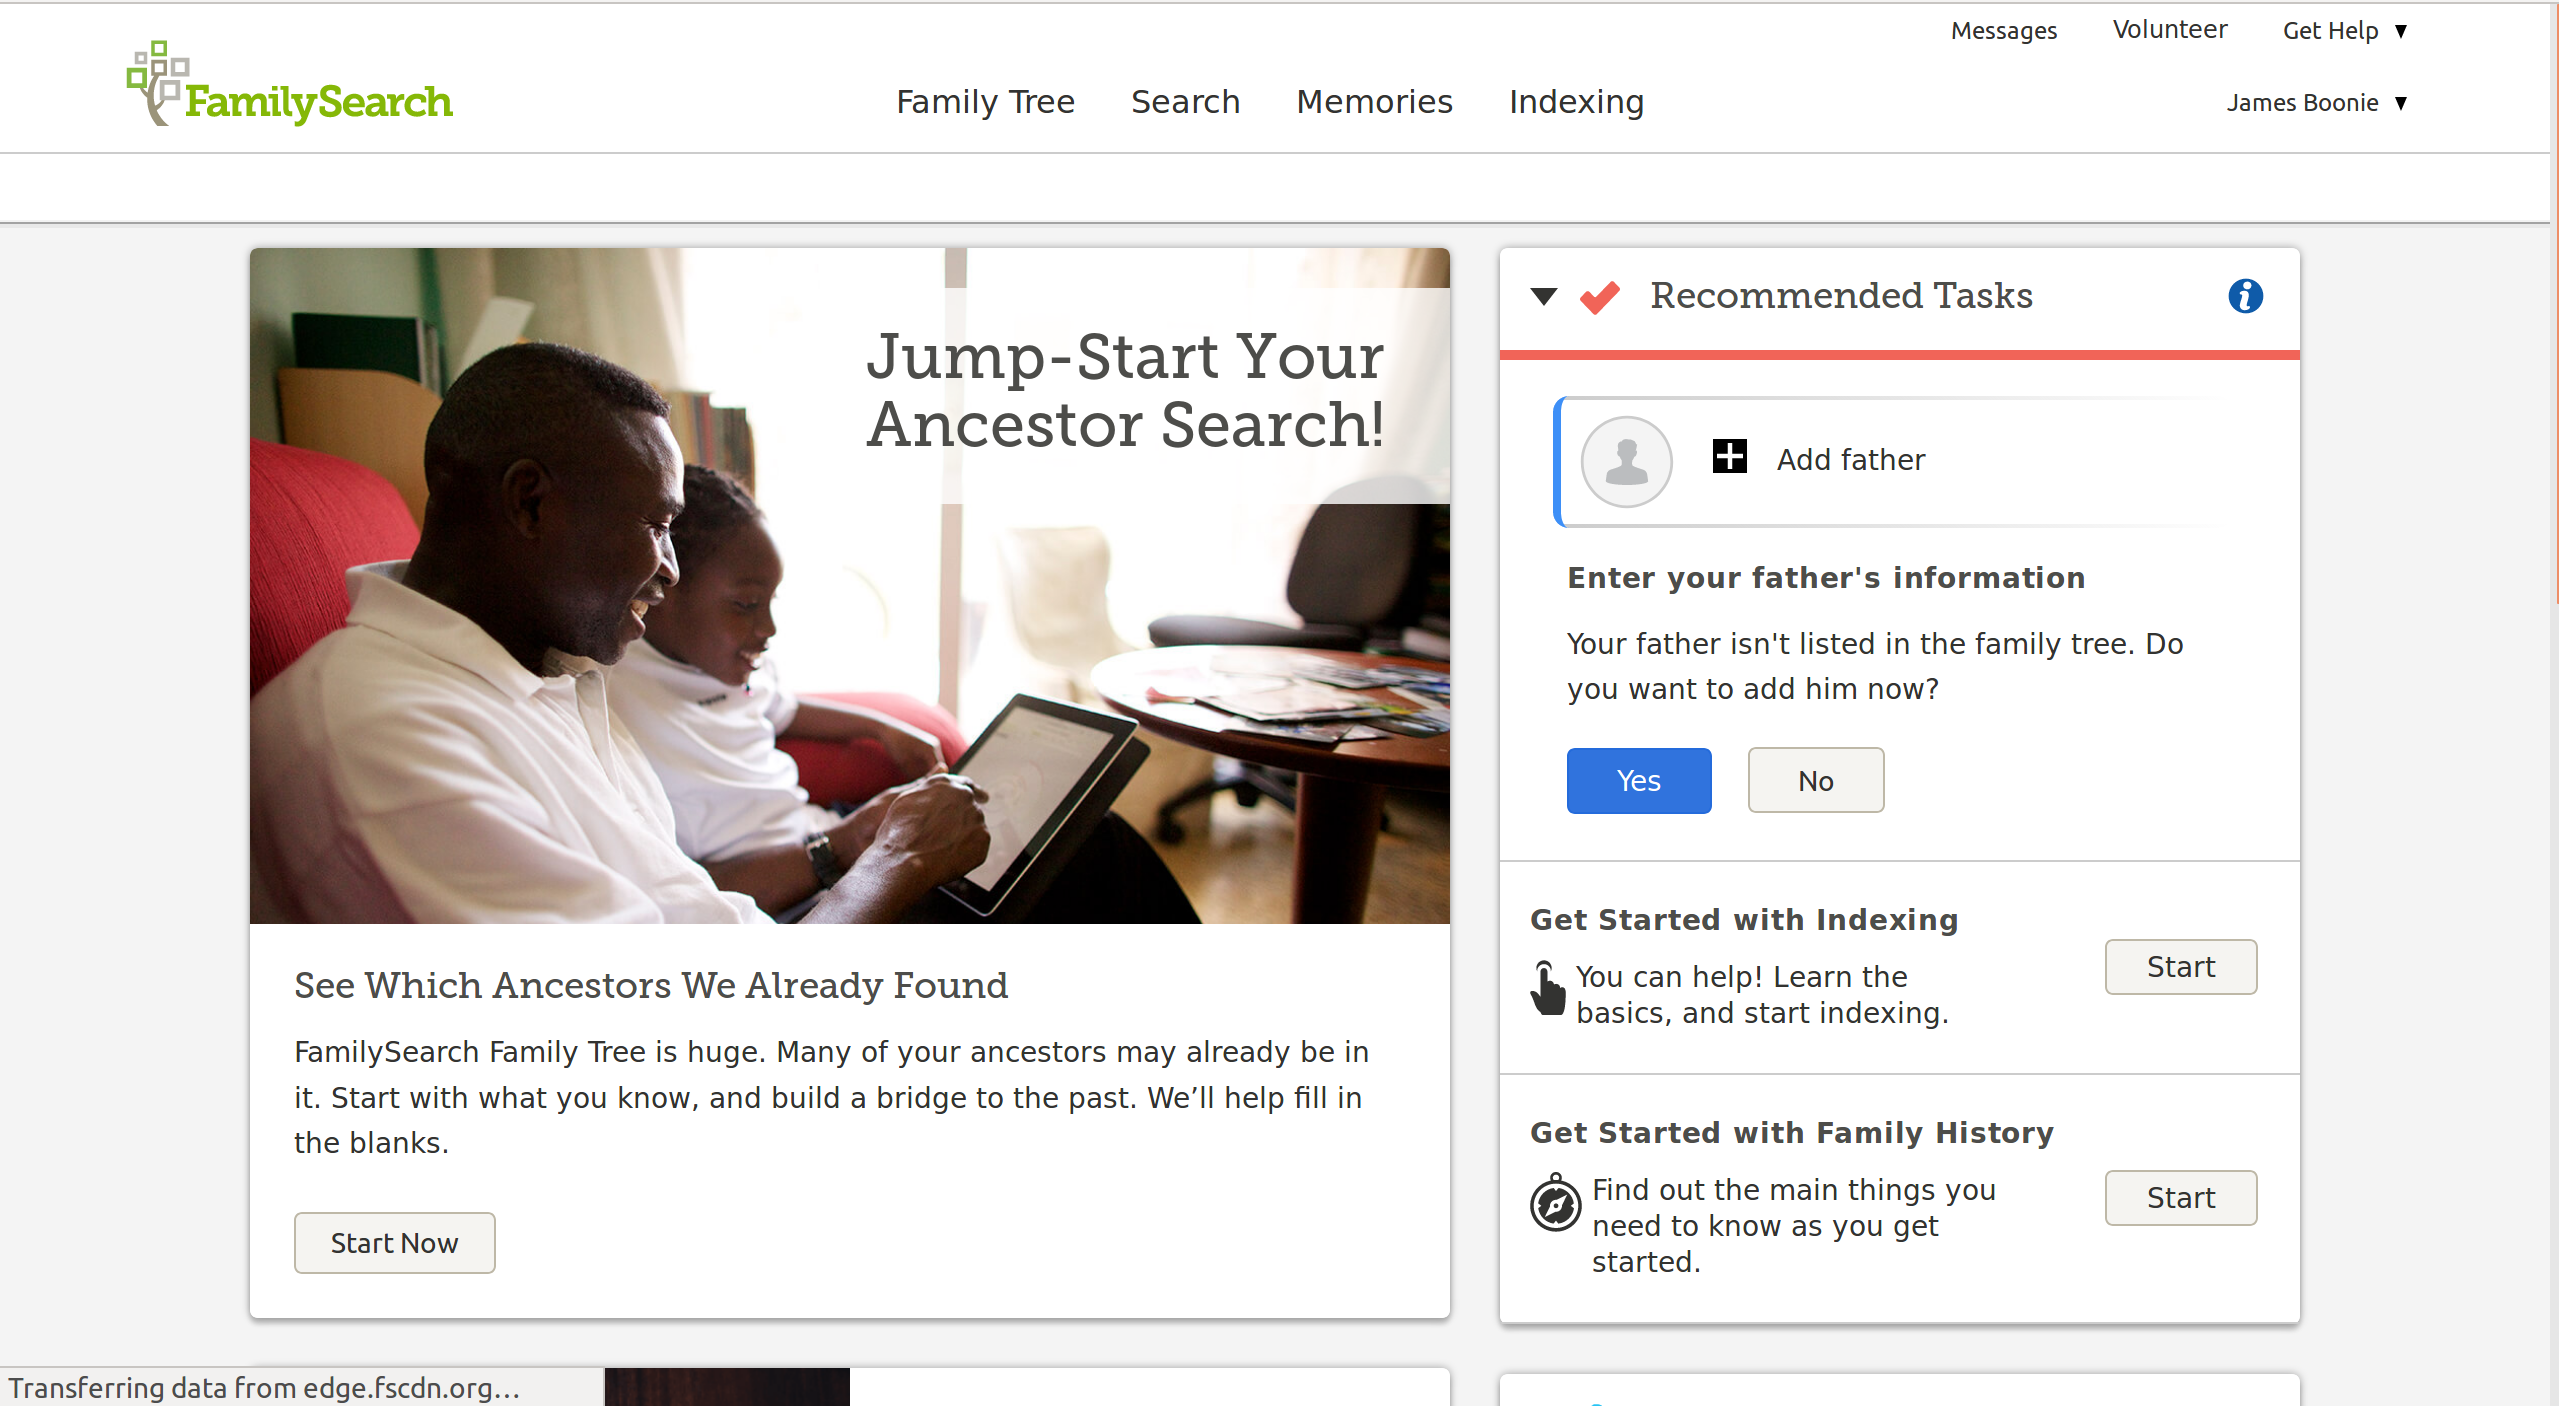 Messages Volunteer Get Help ▼
FamilySearch
Family Tree Search Memories Indexing
James Boonie ▼
Jump-Start Your
Ancestor Search!
See Which Ancestors We Already Found
FamilySearch Family Tree is huge. Many of your ancestors may already be in
it. Start with what you know, and build a bridge to the past. We’ll help fill in
the blanks.
Start Now
Recommended Tasks
Add father
Enter your father's information
Your father isn't listed in the family tree. Do
you want to add him now?
Yes No
Get Started with Indexing
You can help! Learn the
basics, and start indexing.
Start
Get Started with Family History
Find out the main things you
need to know as you get
started.
Start
Transferring data from edge.fscdn.org...